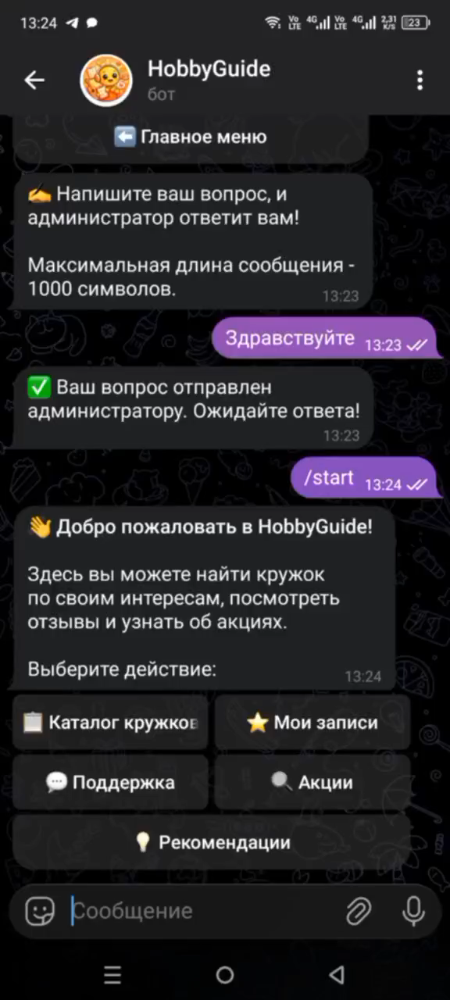 13:24
Vo LTE 4G Vo LTE 4G 2,31 K/s 23
HobbyGuide
бот
Главное меню
✍️ Напишите ваш вопрос, и
администратор ответит вам!
Максимальная длина сообщения -
1000 символов.
13:23
Здравствуйте 13:23
✅ Ваш вопрос отправлен
администратору. Ожидайте ответа!
13:23
/start 13:24
👋 Добро пожаловать в HobbyGuide!
Здесь вы можете найти кружок
по своим интересам, посмотреть
отзывы и узнать об акциях.
Выберите действие:
13:24
📋 Каталог кружков
⭐ Мои записи
💬 Поддержка
🔍 Акции
💡 Рекомендации
Сообщение